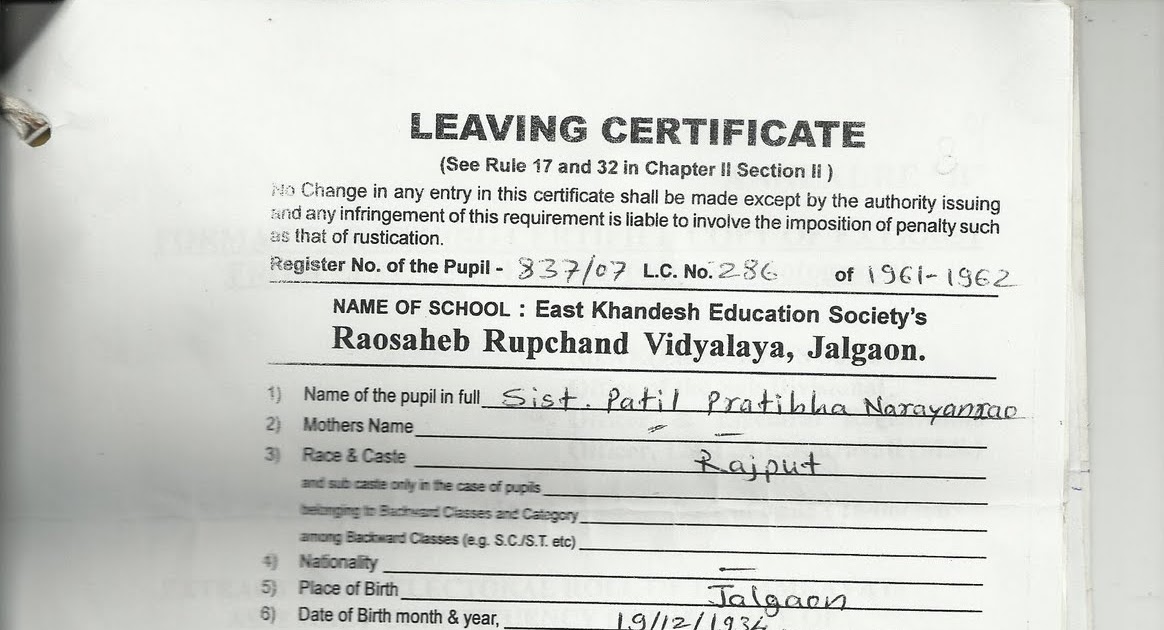 LEAVING CERTIFICATE
(See Rule 17 and 32 in Chapter II Section II )
No Change in any entry in this certificate shall be made except by the authority issuing
and any infringement of this requirement is liable to involve the imposition of penalty such
as that of rustication.
Register No. of the Pupil - 837/07 L.C. No. 286 of 1961-1962
NAME OF SCHOOL : East Khandesh Education Society's
Raosaheb Rupchand Vidyalaya, Jalgaon.
1) Name of the pupil in full Sist. Patil Pratibha Narayanrao
2) Mothers Name —
3) Race & Caste Rajput
and sub caste only in the case of pupils
belonging to Backward Classes and Category
among Backward Classes (e.g. S.C./S.T. etc)
4) Nationality —
5) Place of Birth Jalgaon
6) Date of Birth month & year, 19/12/1934